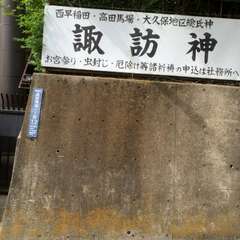 西早稲田・高田馬場・大久保地区総氏神
諏訪神
お宮参り・虫封じ・厄除け等諸祈祷の申込は社務所へ